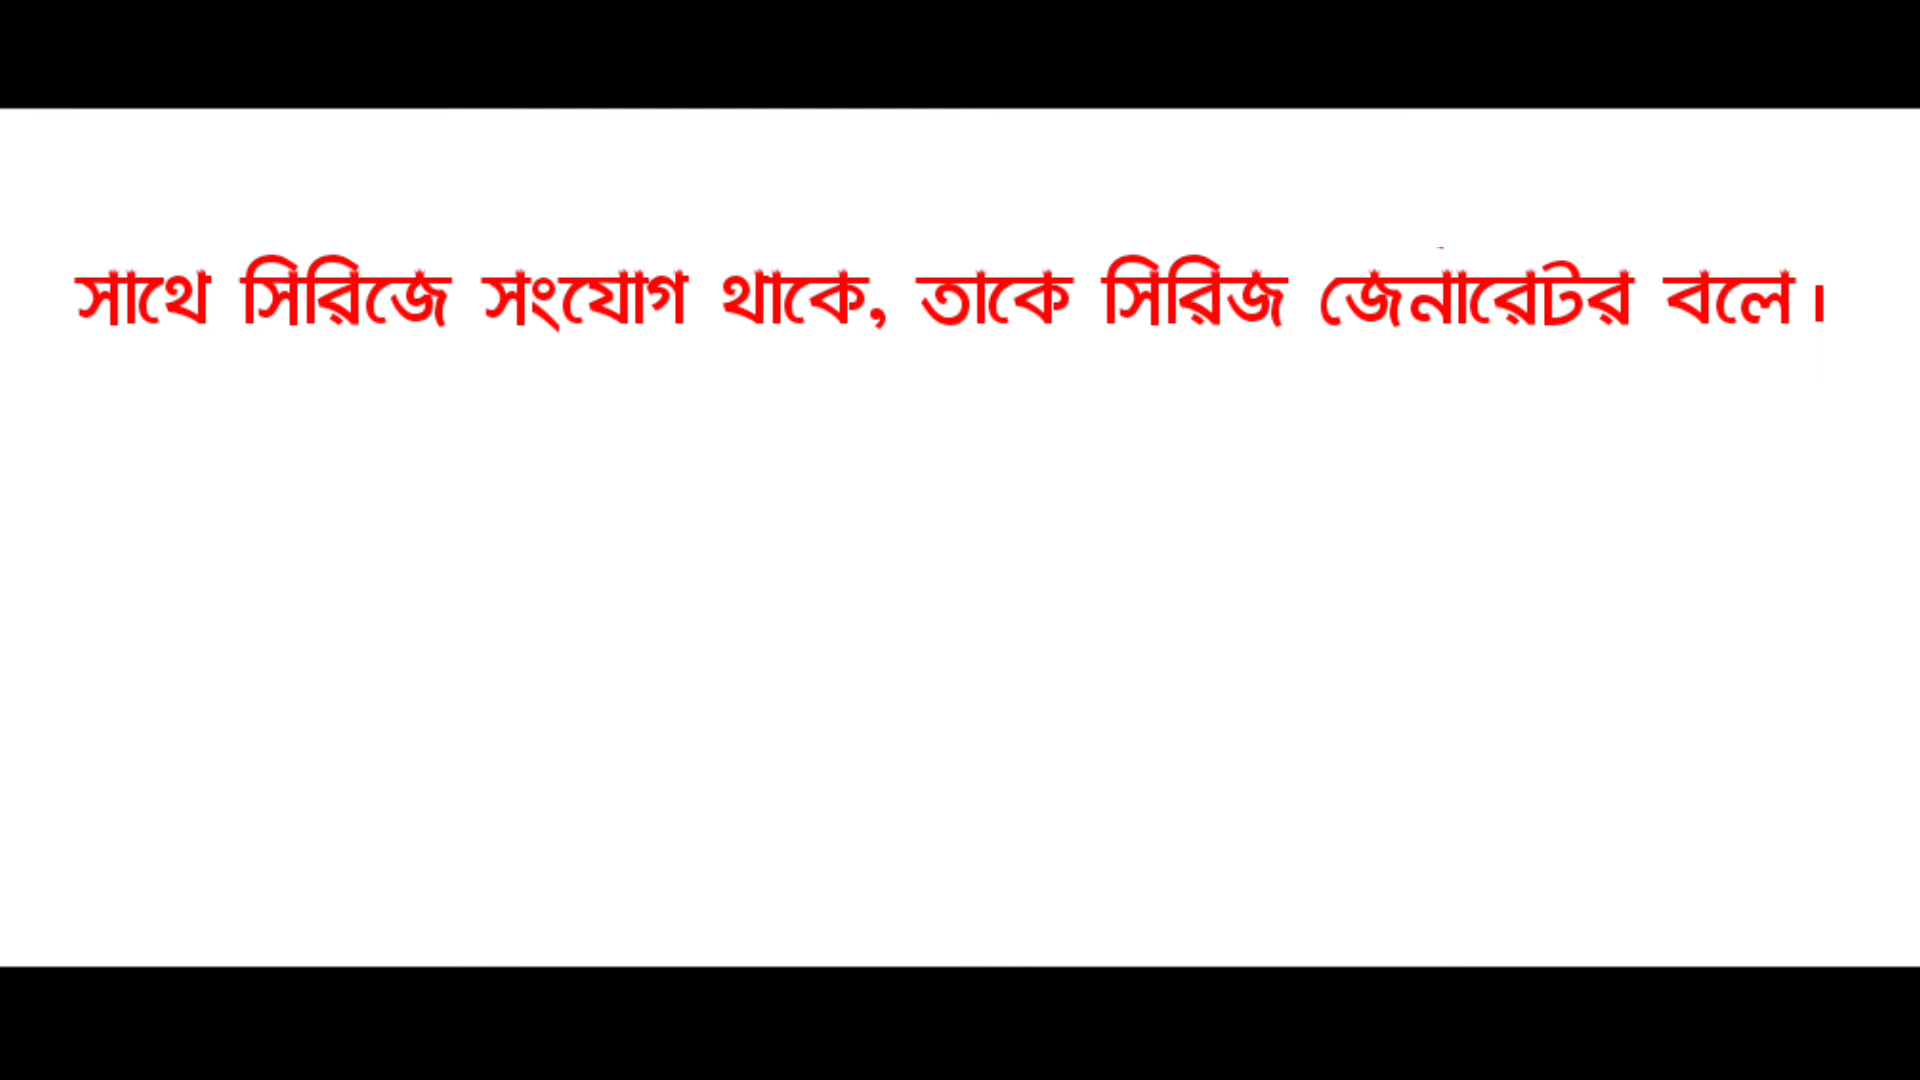 সাথে সিরিজে সংযোগ থাকে, তাকে সিরিজ জেনারেটর বলে।